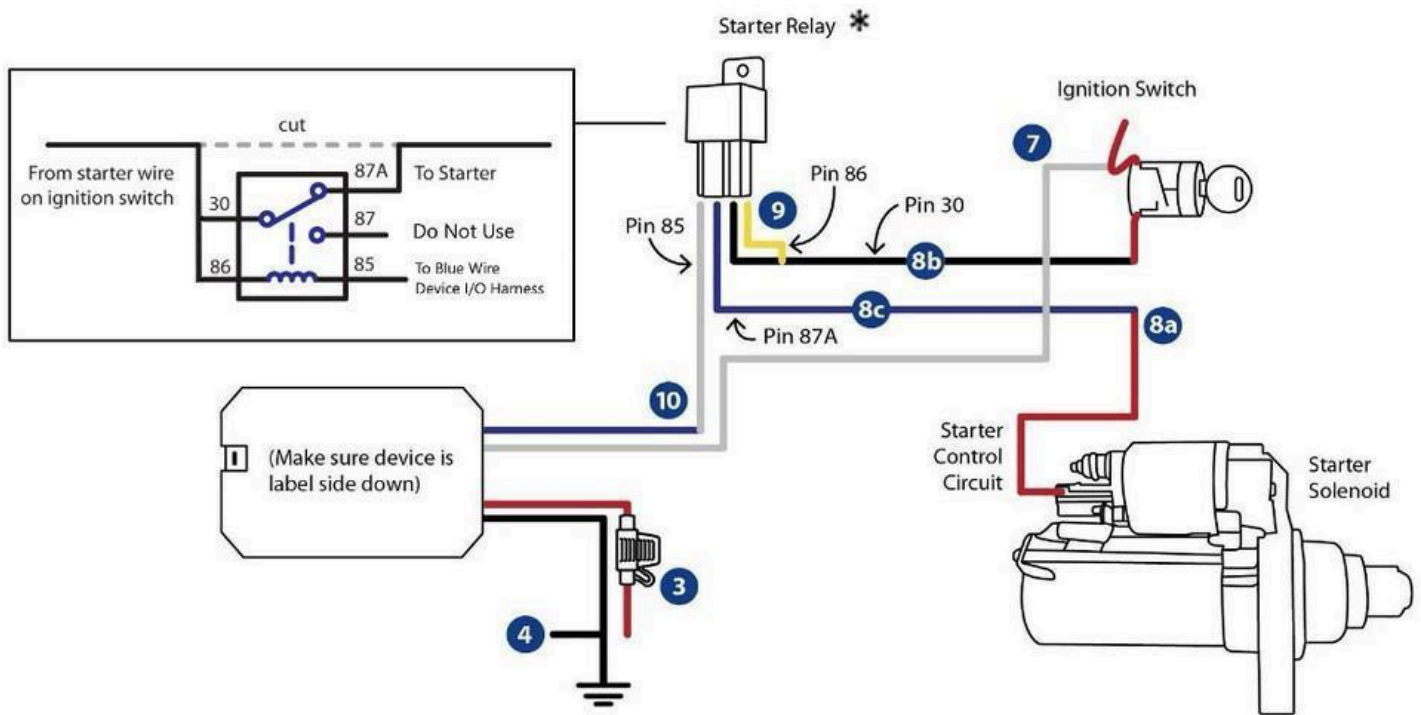 Starter Relay *
Ignition Switch
cut
From starter wire
on ignition switch
87A
To Starter
30
87
Do Not Use
86
85
To Blue Wire
Device I/O Harness
7
Pin 86
9
Pin 30
Pin 85
8b
8c
8a
Pin 87A
10
(Make sure device is
label side down)
Starter
Control
Circuit
Starter
Solenoid
3
4